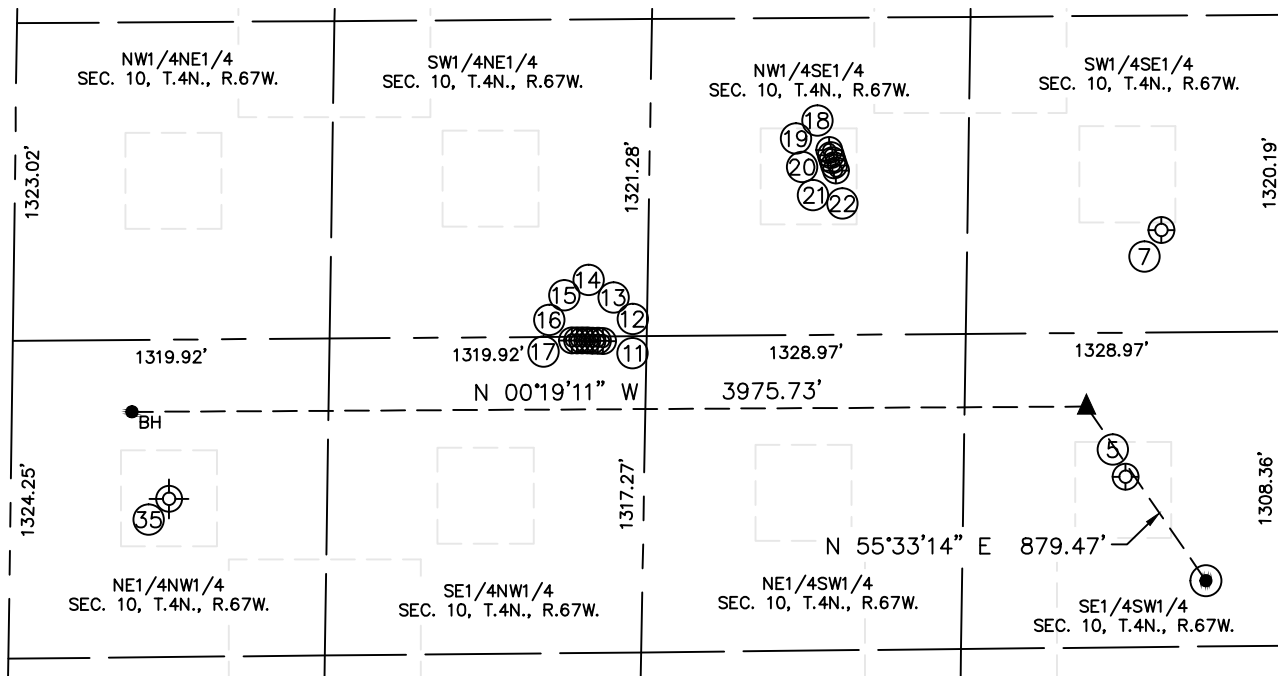 NW1/4NE1/4
SEC. 10, T.4N., R.67W.
SW1/4NE1/4
SEC. 10, T.4N., R.67W.
NW1/4SE1/4
SEC. 10, T.4N., R.67W.
SW1/4SE1/4
SEC. 10, T.4N., R.67W.
1323.02'
1321.28'
1320.19'
18
19
20
21
22
7
14
15
13
16
12
17
11
1319.92'
1319.92'
1328.97'
1328.97'
N 00°19'11" W 3975.73'
BH
5
35
1324.25'
1317.27'
1308.36'
N 55°33'14" E 879.47'
NE1/4NW1/4
SEC. 10, T.4N., R.67W.
SE1/4NW1/4
SEC. 10, T.4N., R.67W.
NE1/4SW1/4
SEC. 10, T.4N., R.67W.
SE1/4SW1/4
SEC. 10, T.4N., R.67W.